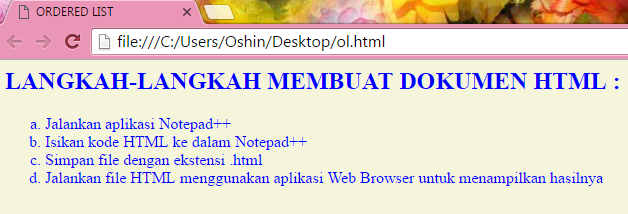 ORDERED LIST
file:///C:/Users/Oshin/Desktop/ol.html
LANGKAH-LANGKAH MEMBUAT DOKUMEN HTML :
a. Jalankan aplikasi Notepad++
b. Isikan kode HTML ke dalam Notepad++
c. Simpan file dengan ekstensi .html
d. Jalankan file HTML menggunakan aplikasi Web Browser untuk menampilkan hasilnya